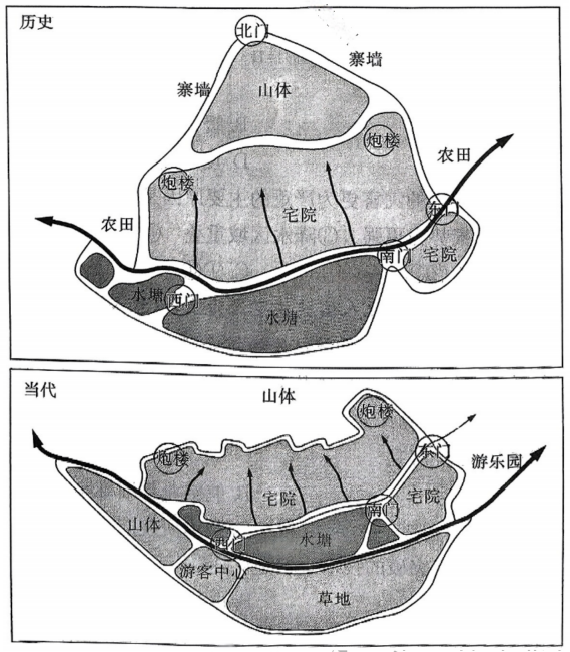 历史
北门
寨墙
寨墙
山体
炮楼
农田
炮楼
宅院
农田
东门
南门
宅院
水塘
西门
水塘
当代
山体
炮楼
东门
炮楼
游乐园
宅院
宅院
南门
山体
西门
水塘
游客中心
草地